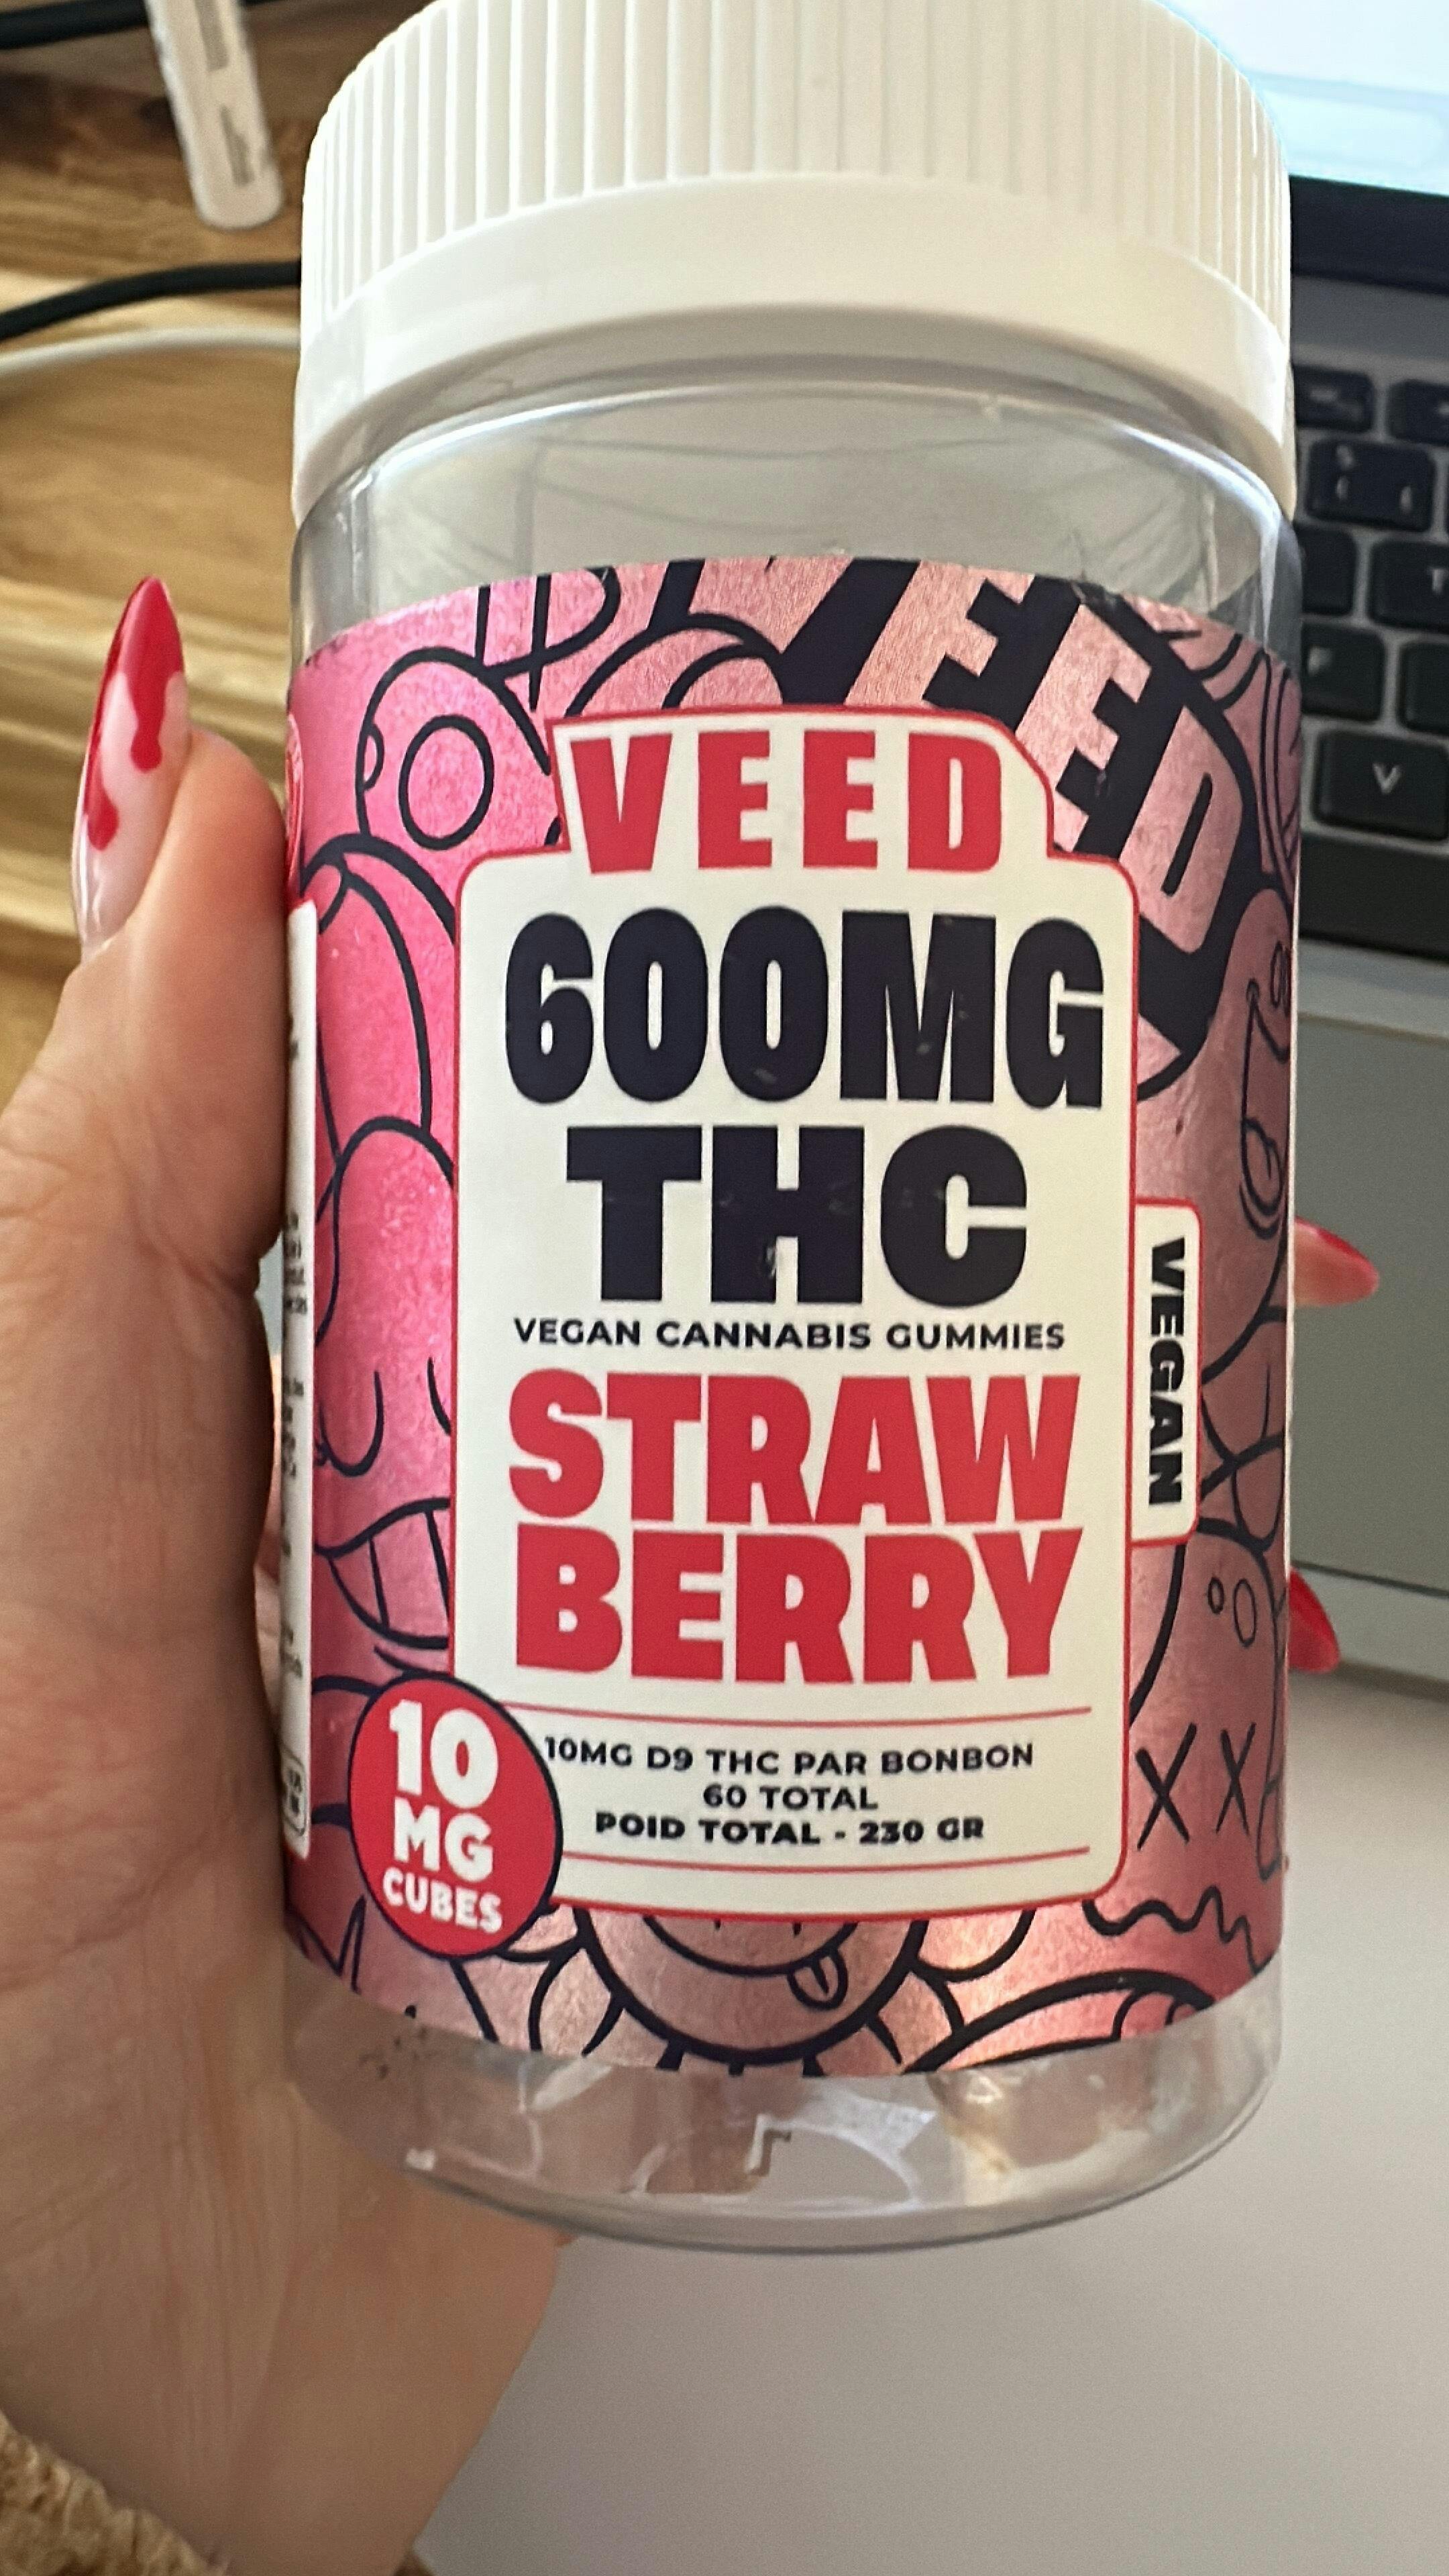 VEED
VEED
600MG
THC
VEGAN CANNABIS GUMMIES
STRAW
BERRY
VEGAN
10
MG
CUBES
10MG D9 THC PAR BONBON
60 TOTAL
POID TOTAL - 230 GR
V